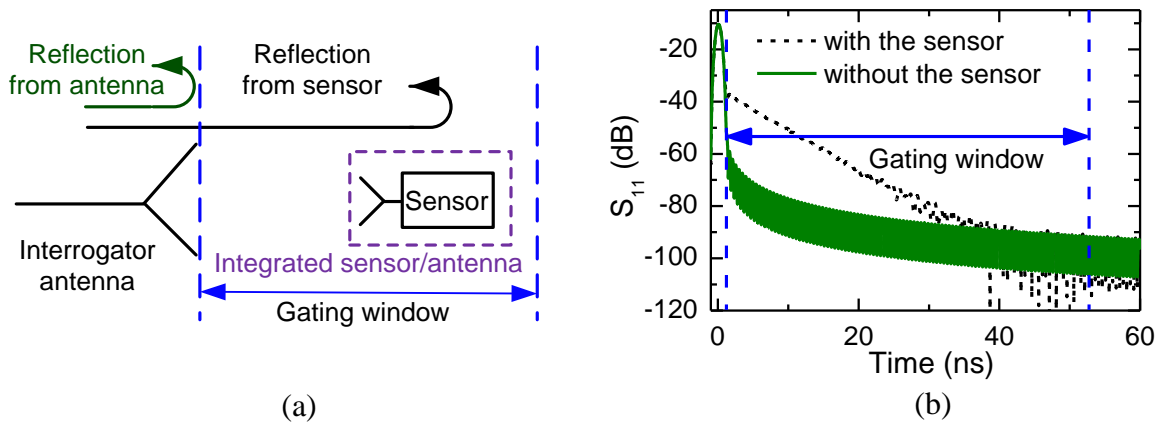 Reflection
from antenna
Reflection
from sensor
Sensor
Interrogator
antenna
Integrated sensor/antenna
Gating window
(a)
with the sensor
without the sensor
Gating window
S11 (dB)
-20
-40
-60
-80
-100
-120
0
20
40
60
Time (ns)
(b)